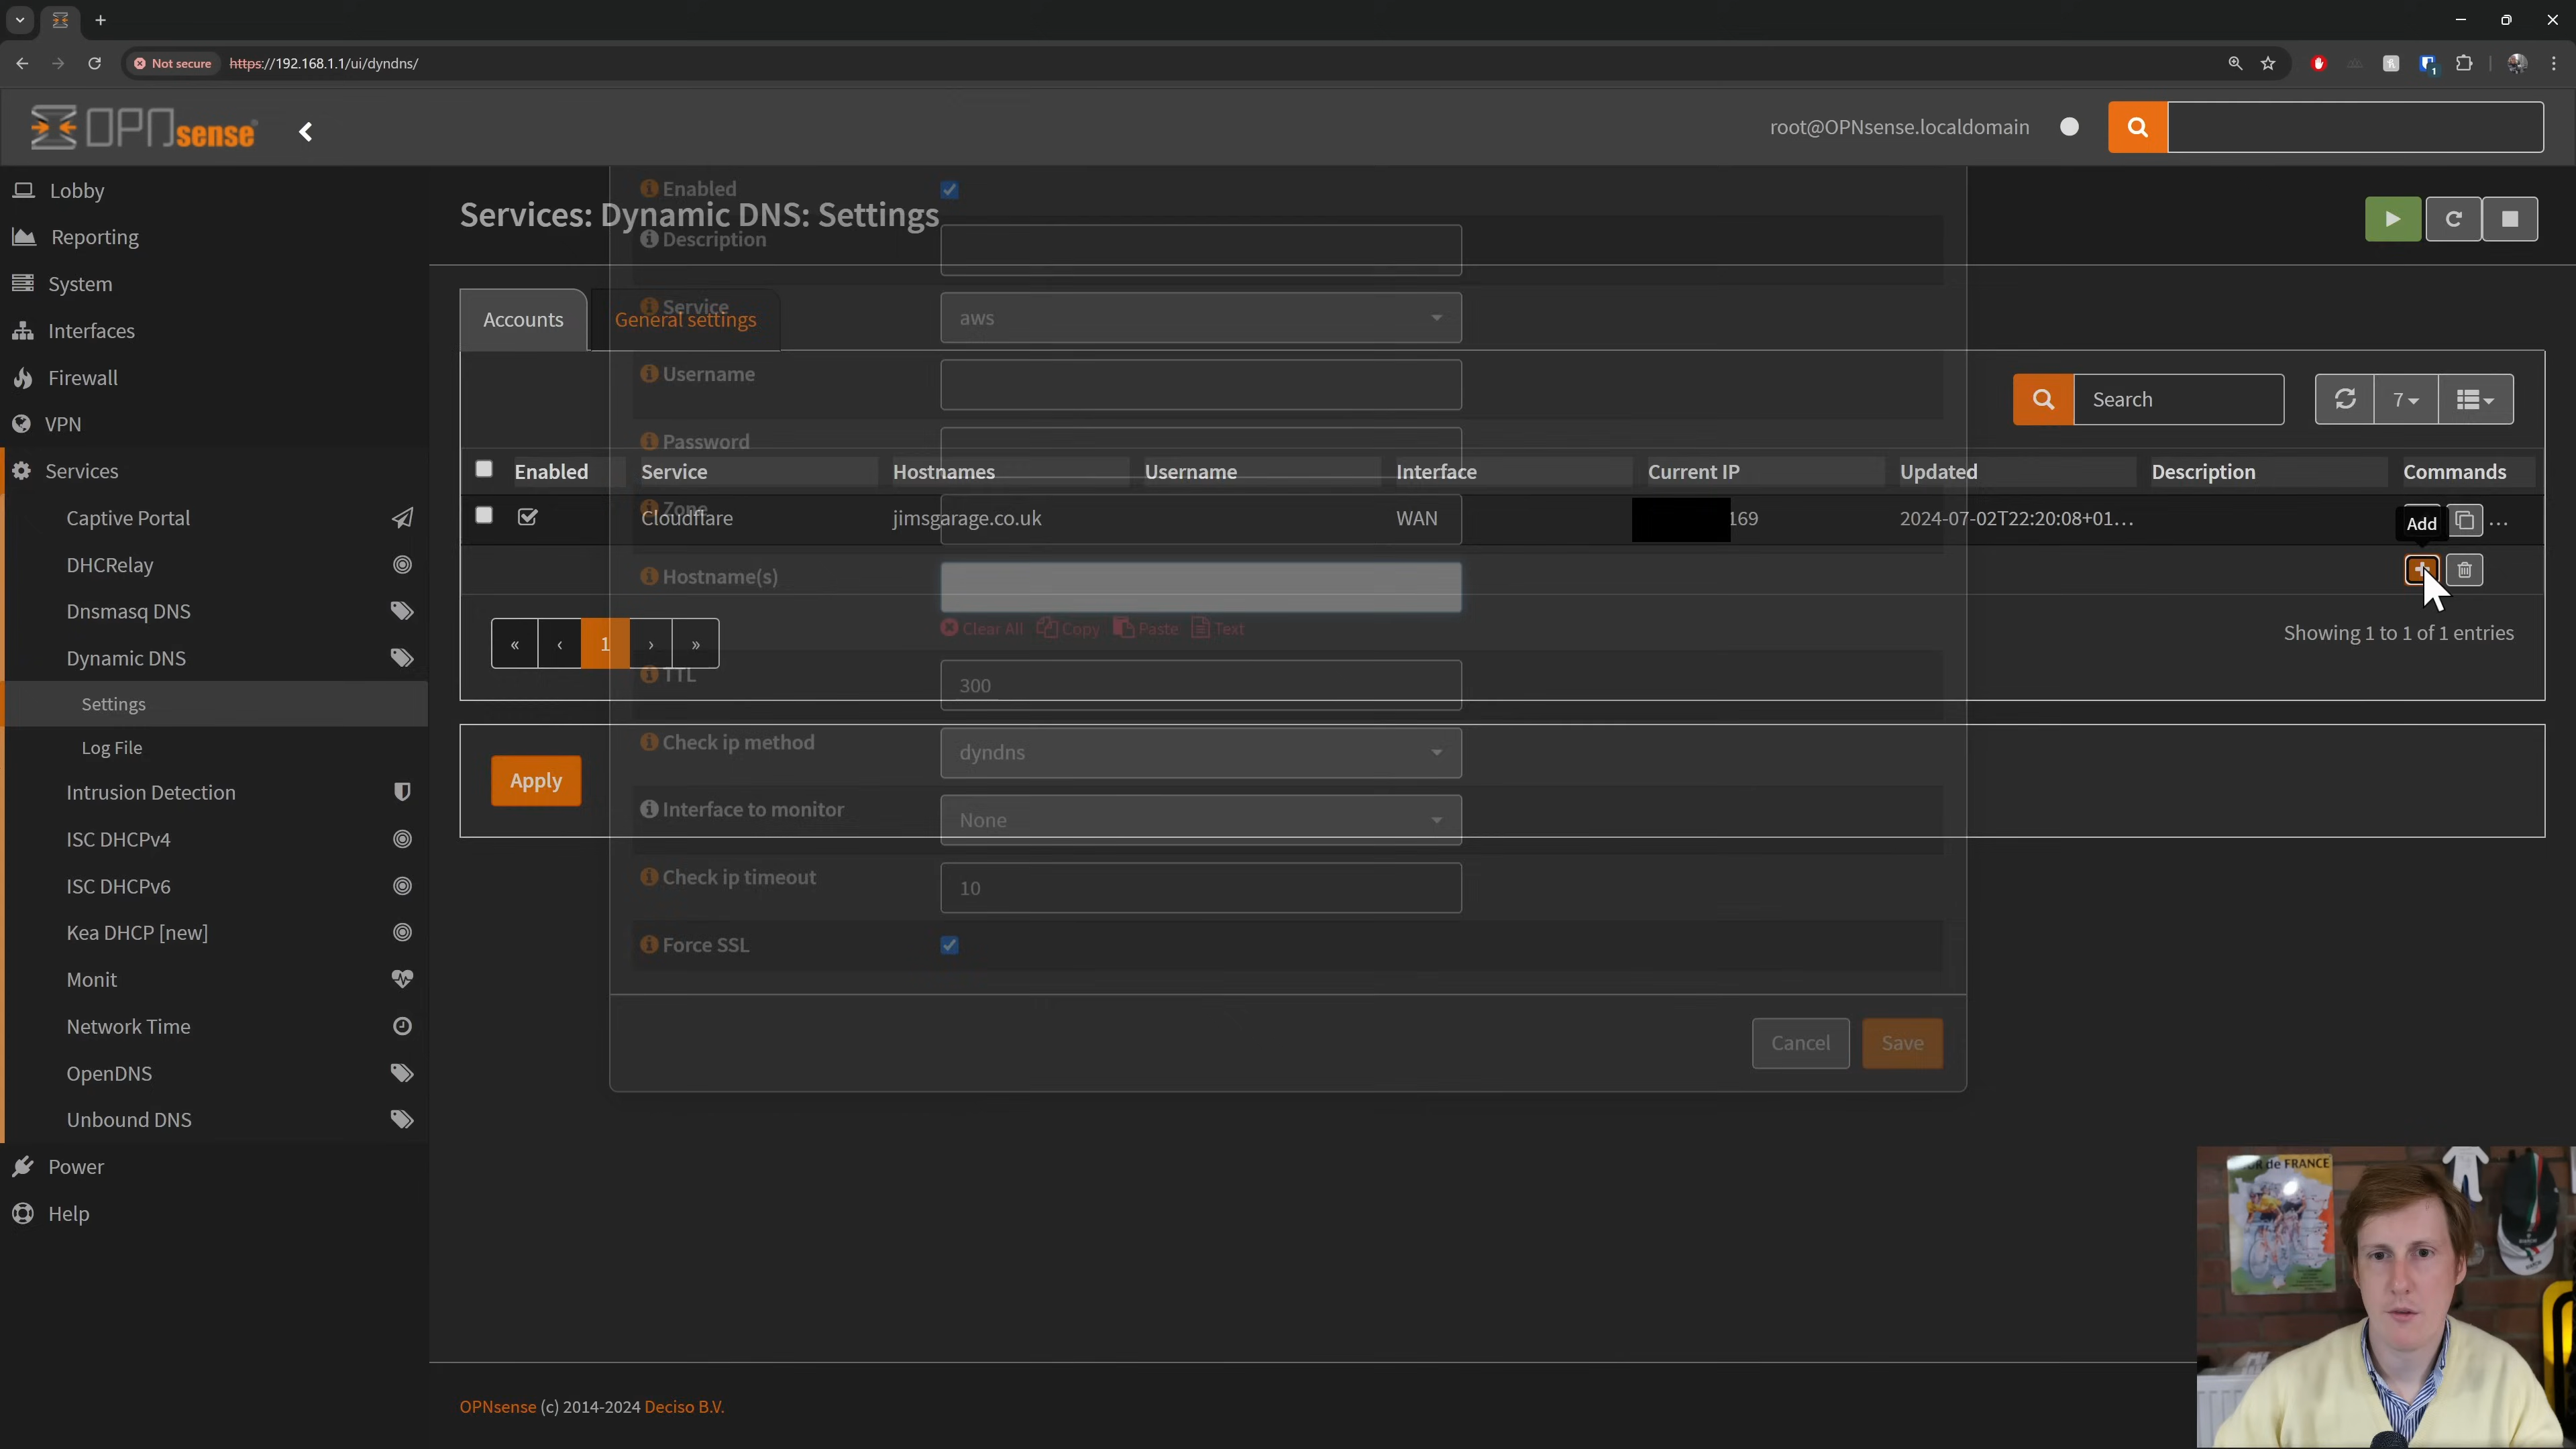 Not secure https://192.168.1.1/ui/dyndns/
1
OPNsense
root@OPNsense.localdomain
Lobby
Reporting
System
Interfaces
Firewall
VPN
Services
Captive Portal
DHCRelay
Dnsmasq DNS
Dynamic DNS
Settings
Log File
Intrusion Detection
ISC DHCPv4
ISC DHCPv6
Kea DHCP [new]
Monit
Network Time
OpenDNS
Unbound DNS
Power
Help
Services: Dynamic DNS: Settings
Accounts
General settings
Search
7
Enabled Service Hostnames Username Interface Current IP Updated Description Commands
Cloudflare jimsgarage.co.uk WAN 169 2024-07-02T22:20:08+01…
Add
« ‹ 1 › »
Showing 1 to 1 of 1 entries
Apply
Enabled
Description
Service aws
Username
Password
Zone
Hostname(s)
Clear All Copy Paste Text
TTL 300
Check ip method dyndns
Interface to monitor None
Check ip timeout 10
Force SSL
Cancel Save
OPNsense (c) 2014-2024 Deciso B.V.
DE FRANCE